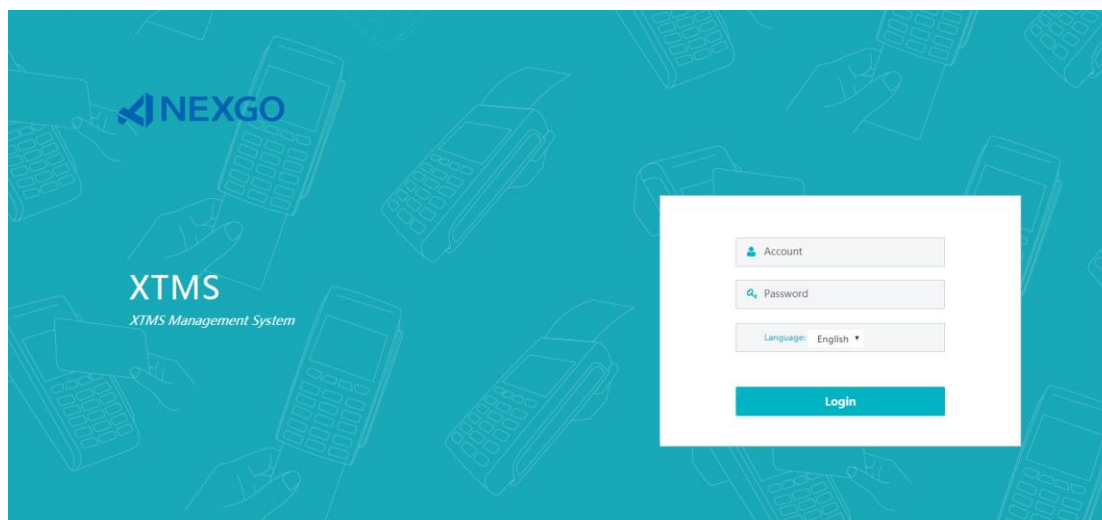 NEXGO
XTMS
XTMS Management System
Account
Password
Language: English
Login